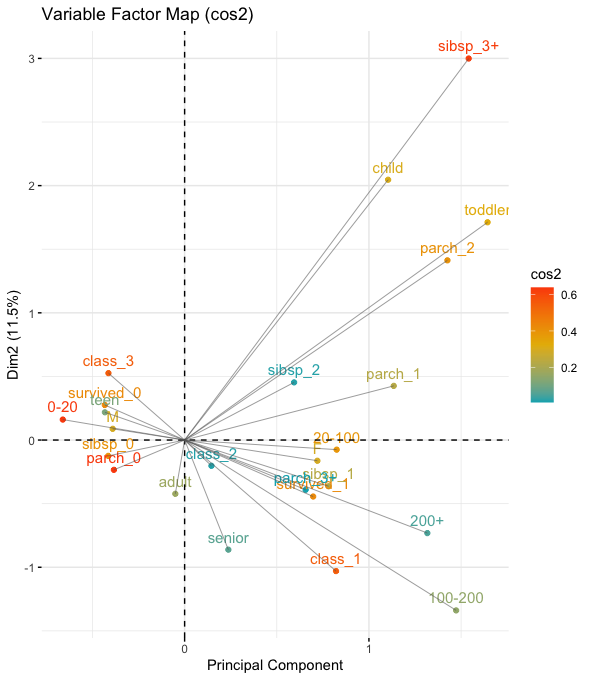 Variable Factor Map (cos2)
sibsp_3+
3
child
2
toddler
parch_2
cos2
0.6
0.4
0.2
Dim2 (11.5%)
1
class_3
sibsp_2
parch_1
survived_0
teen
0-20
M
20-100
0
sibsp_0
F
class_2
parch_0
sibsp_1
parch_3+
adult
survived_1
200+
senior
class_1
-1
100-200
0
1
Principal Component